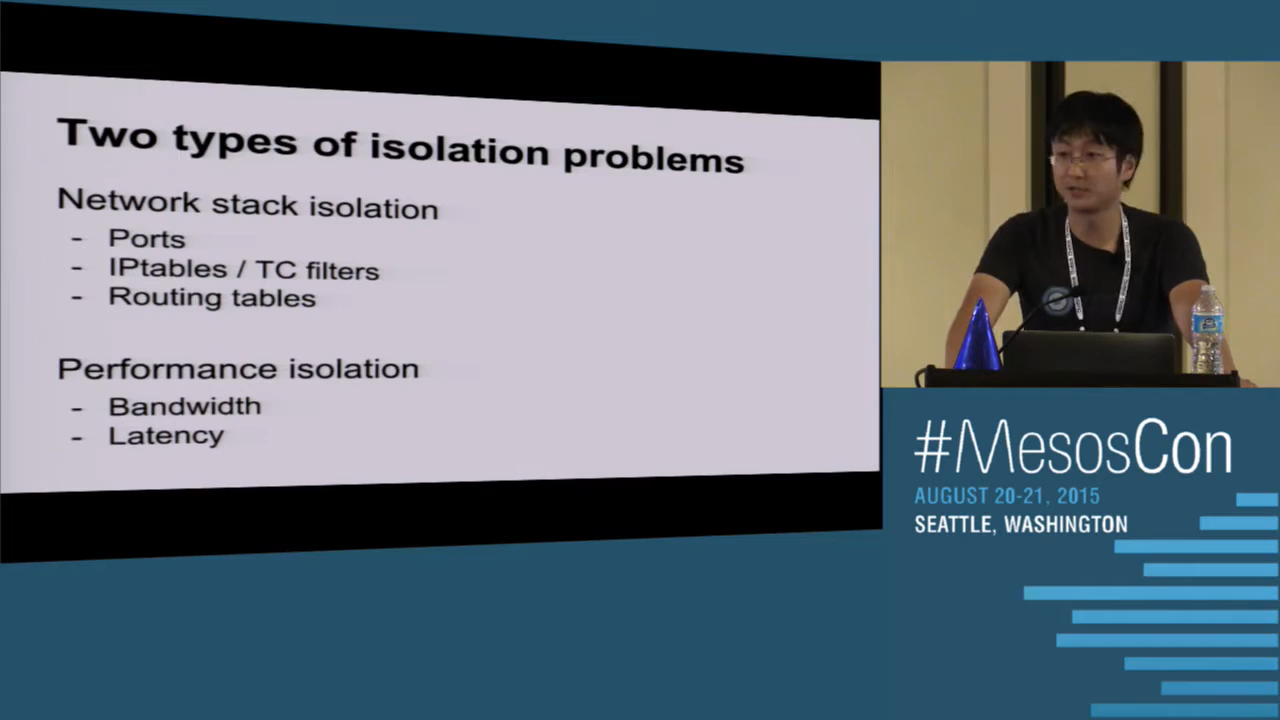 Two types of isolation problems
Network stack isolation
- Ports
- IPtables / TC filters
- Routing tables
Performance isolation
- Bandwidth
- Latency
#MesosCon
AUGUST 20-21, 2015
SEATTLE, WASHINGTON